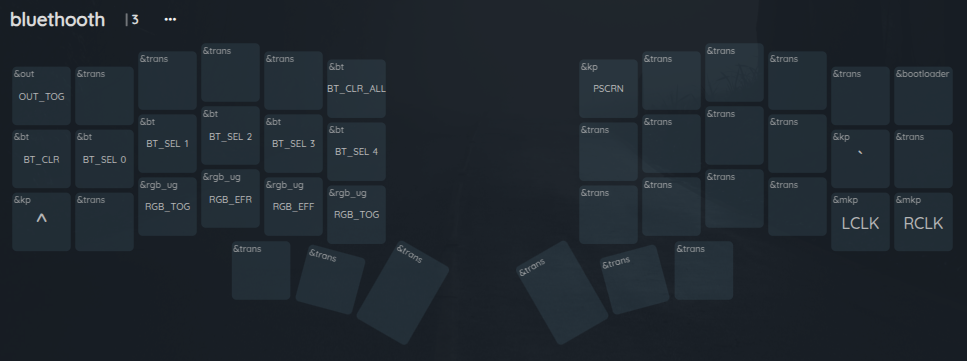 bluethooth | 3 •••
&out OUT_TOG
&trans
&trans
&trans
&trans
&bt BT_CLR_ALL
&kp PSCRN
&trans
&trans
&trans
&trans
&bootloader
&bt BT_CLR
&bt BT_SEL 0
&bt BT_SEL 1
&bt BT_SEL 2
&bt BT_SEL 3
&bt BT_SEL 4
&trans
&trans
&trans
&trans
&kp `
&trans
&kp ^
&trans
&rgb_ug RGB_TOG
&rgb_ug RGB_EFR
&rgb_ug RGB_EFF
&rgb_ug RGB_TOG
&trans
&trans
&trans
&trans
&mkp LCLK
&mkp RCLK
&trans
&trans
&trans
&trans
&trans
&trans